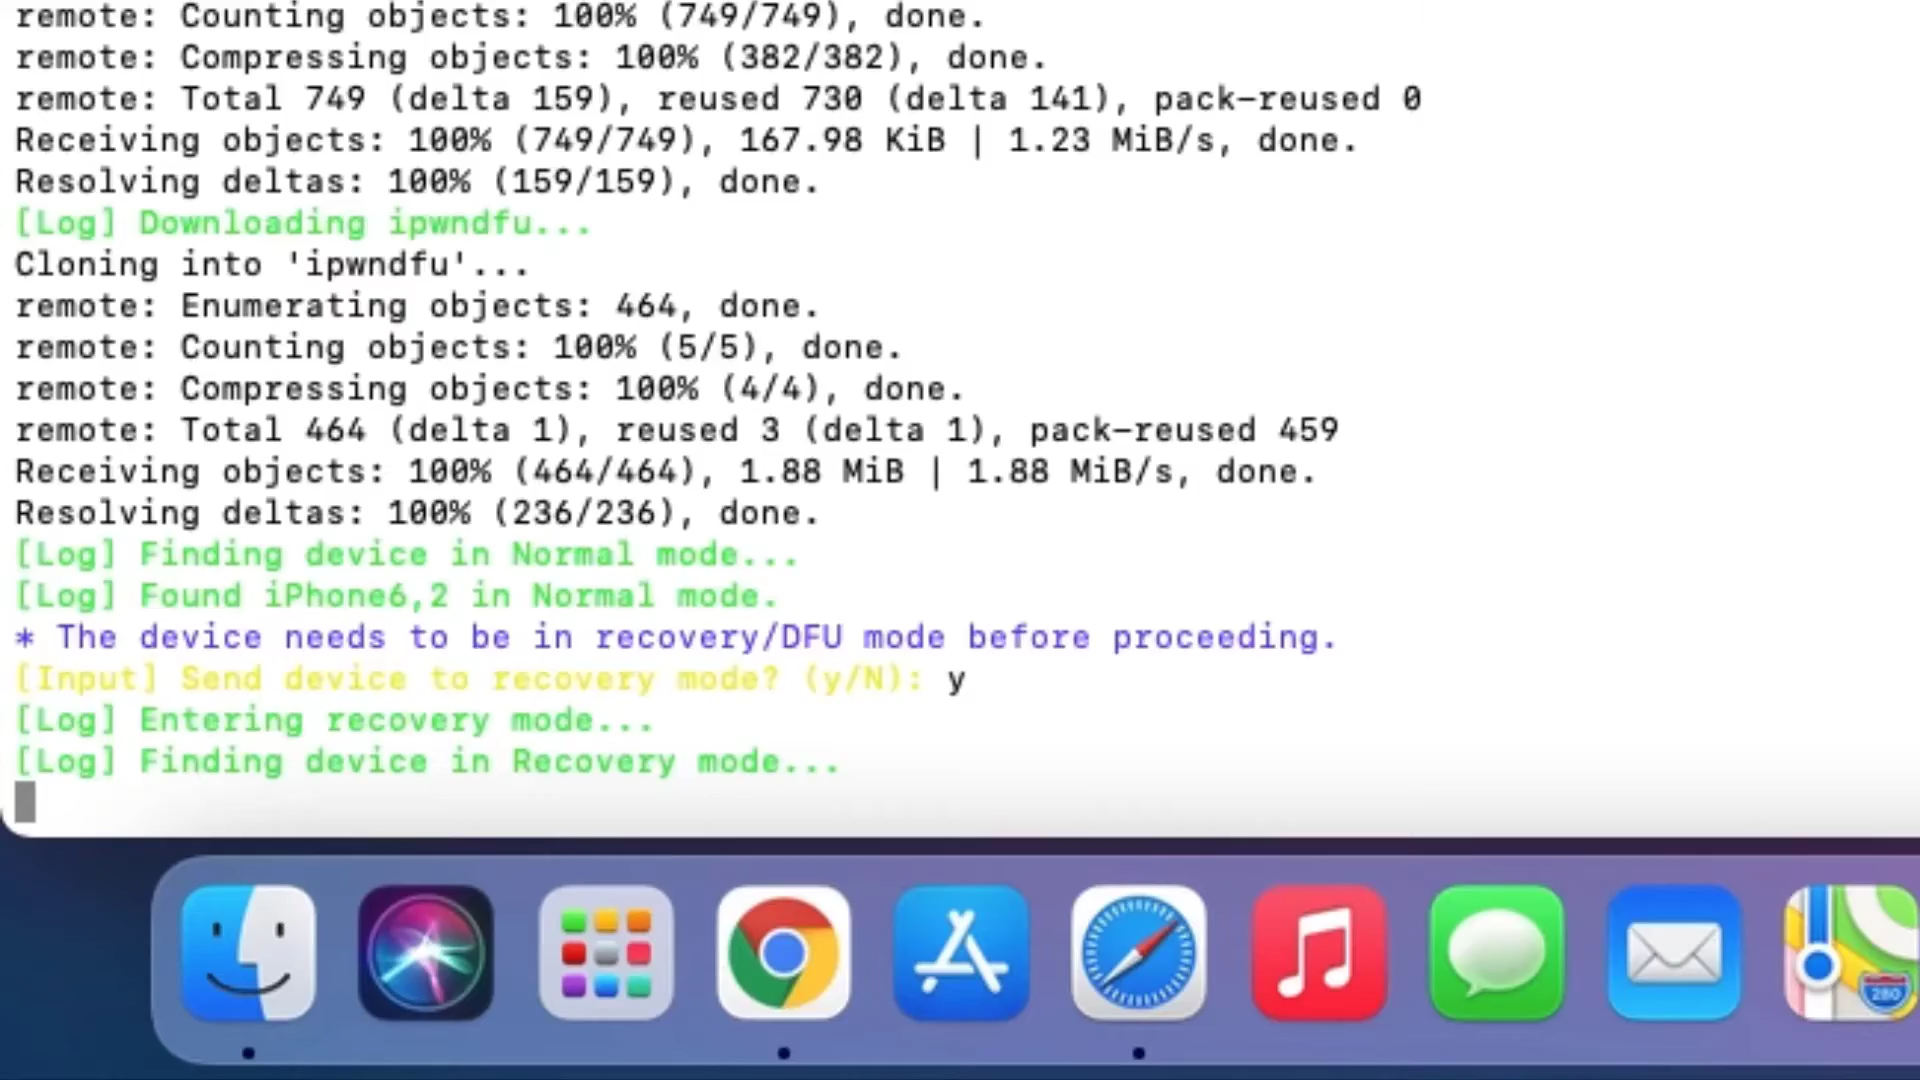 remote: Counting objects: 100% (749/749), done.
remote: Compressing objects: 100% (382/382), done.
remote: Total 749 (delta 159), reused 730 (delta 141), pack-reused 0
Receiving objects: 100% (749/749), 167.98 KiB | 1.23 MiB/s, done.
Resolving deltas: 100% (159/159), done.
[Log] Downloading ipwndfu...
Cloning into 'ipwndfu'...
remote: Enumerating objects: 464, done.
remote: Counting objects: 100% (5/5), done.
remote: Compressing objects: 100% (4/4), done.
remote: Total 464 (delta 1), reused 3 (delta 1), pack-reused 459
Receiving objects: 100% (464/464), 1.88 MiB | 1.88 MiB/s, done.
Resolving deltas: 100% (236/236), done.
[Log] Finding device in Normal mode...
[Log] Found iPhone6,2 in Normal mode.
* The device needs to be in recovery/DFU mode before proceeding.
[Input] Send device to recovery mode? (y/N): y
[Log] Entering recovery mode...
[Log] Finding device in Recovery mode...
280